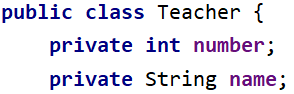 public class Teacher {
    private int number;
    private String name;